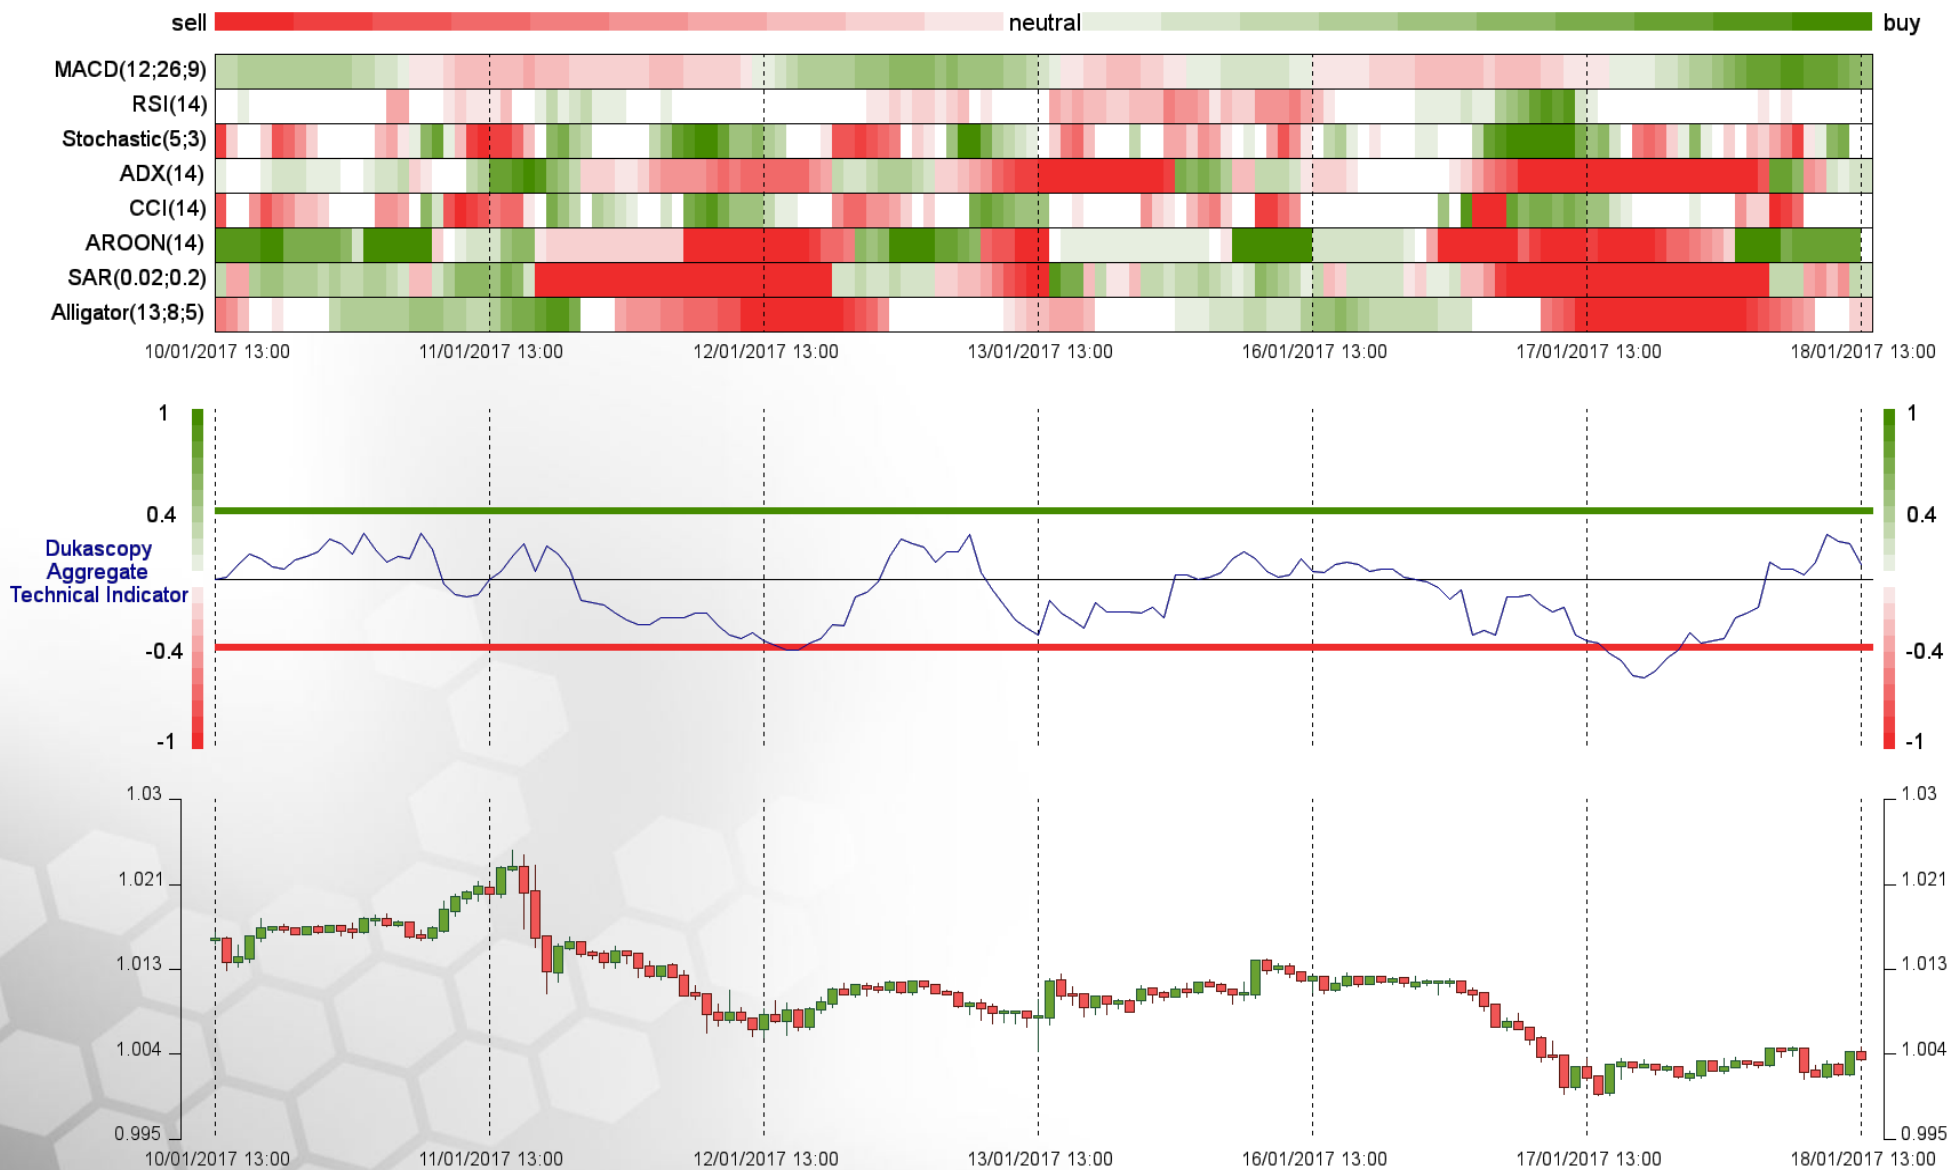 sell neutral buy
MACD(12;26;9)
RSI(14)
Stochastic(5;3)
ADX(14)
CCI(14)
AROON(14)
SAR(0.02;0.2)
Alligator(13;8;5)
10/01/2017 13:00 11/01/2017 13:00 12/01/2017 13:00 13/01/2017 13:00 16/01/2017 13:00 17/01/2017 13:00 18/01/2017 13:00
1 1
0.4 0.4
Dukascopy
Aggregate
Technical Indicator
-0.4 -0.4
-1 -1
1.03 1.03
1.021 1.021
1.013 1.013
1.004 1.004
0.995 0.995
10/01/2017 13:00 11/01/2017 13:00 12/01/2017 13:00 13/01/2017 13:00 16/01/2017 13:00 17/01/2017 13:00 18/01/2017 13:00